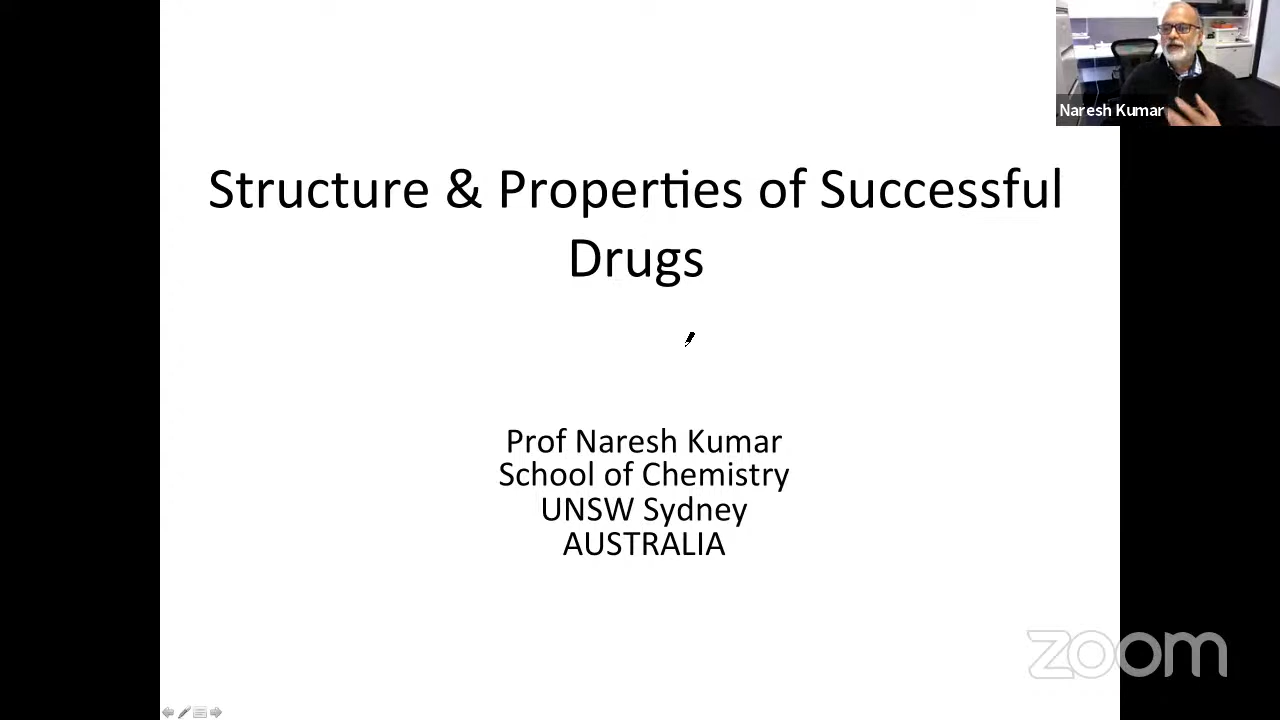 Naresh Kumar
Structure & Properties of Successful
Drugs
Prof Naresh Kumar
School of Chemistry
UNSW Sydney
AUSTRALIA
zoom